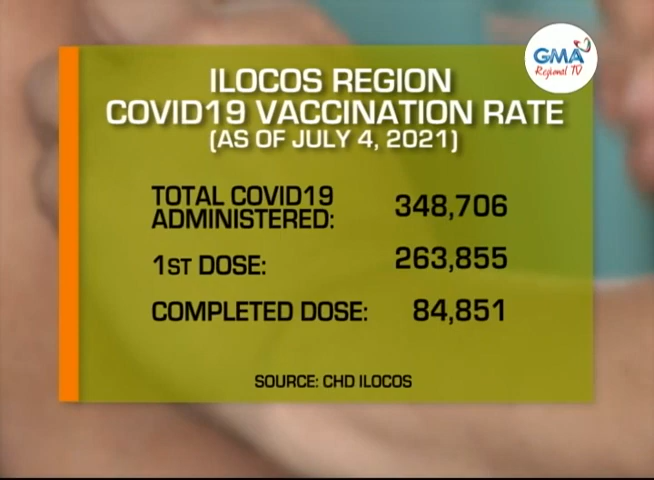 GMA
Regional TV
ILOCOS REGION
COVID19 VACCINATION RATE
(AS OF JULY 4, 2021)
TOTAL COVID19
ADMINISTERED: 348,706
1ST DOSE: 263,855
COMPLETED DOSE: 84,851
SOURCE: CHD ILOCOS